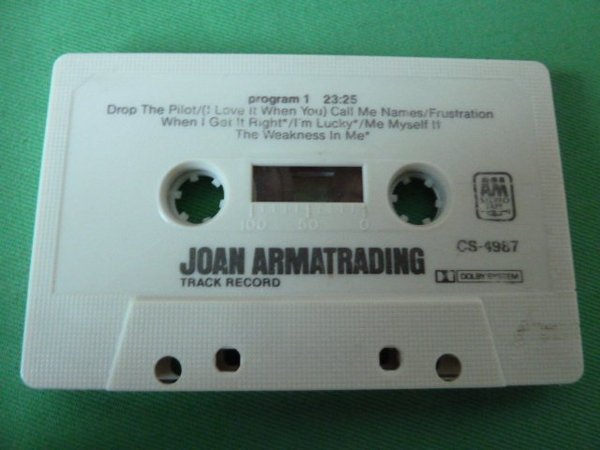 program 1 23:25
Drop The Pilot/(I Love It When You) Call Me Names/Frustration
When I Get It Right*/I'm Lucky*/Me Myself I/
The Weakness In Me*
100 50 0
AM
JOAN ARMATRADING
CS-4987
TRACK RECORD
DOLBY SYSTEM